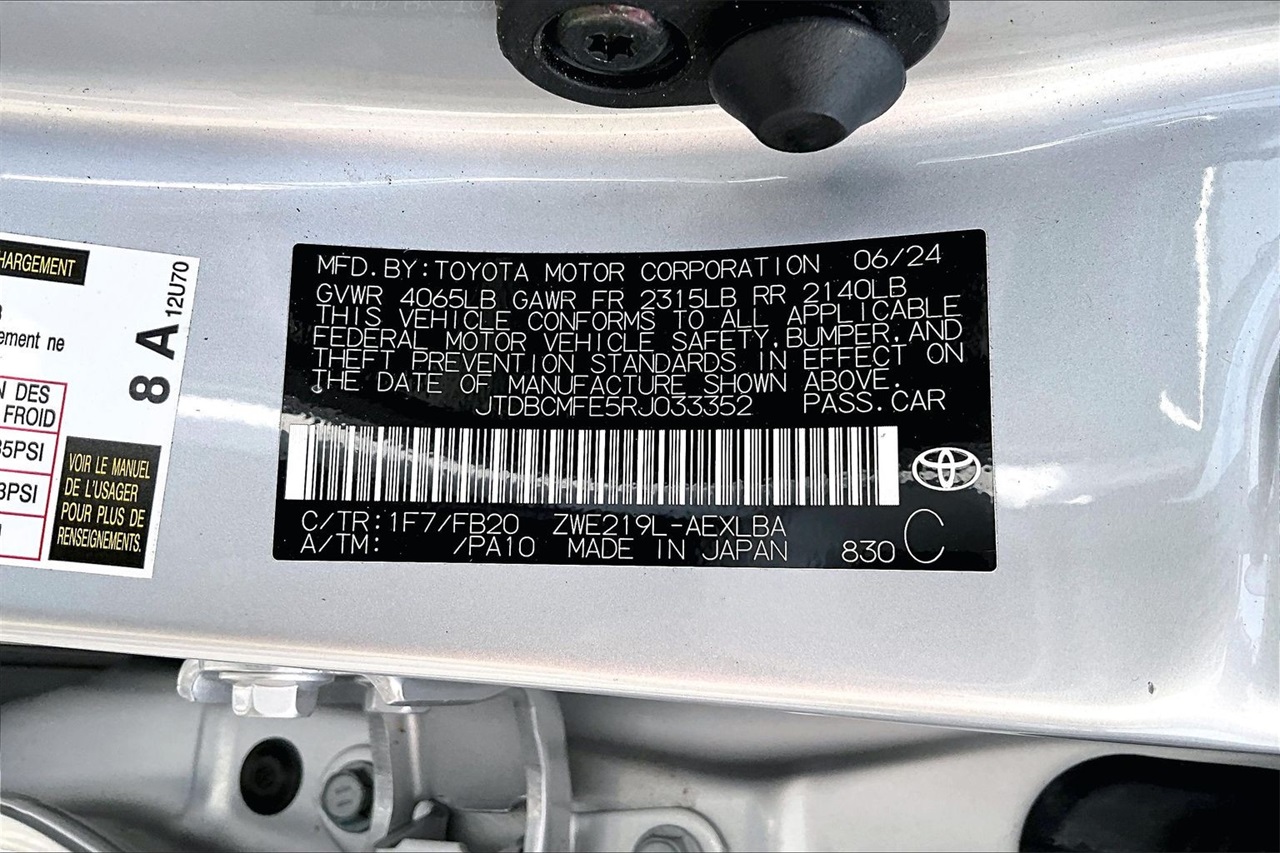 MFD.BY:TOYOTA MOTOR CORPORATION 06/24
GVWR 4065LB GAWR FR 2315LB RR 2140LB
THIS VEHICLE CONFORMS TO ALL APPLICABLE
FEDERAL MOTOR VEHICLE SAFETY,BUMPER,AND
THEFT PREVENTION STANDARDS IN EFFECT ON
THE DATE OF MANUFACTURE SHOWN ABOVE.
JTDBCMFE5RJ033352 PASS.CAR
C/TR:1F7/FB20 ZWE219L-AEXLBA
A/TM: /PA10 MADE IN JAPAN 830 C
HARGEMENT
ement ne
N DES
FROID
35PSI
3PSI
8 A 12U70
VOIR LE MANUEL
DE L'USAGER
POUR PLUS DE
RENSEIGNEMENTS.